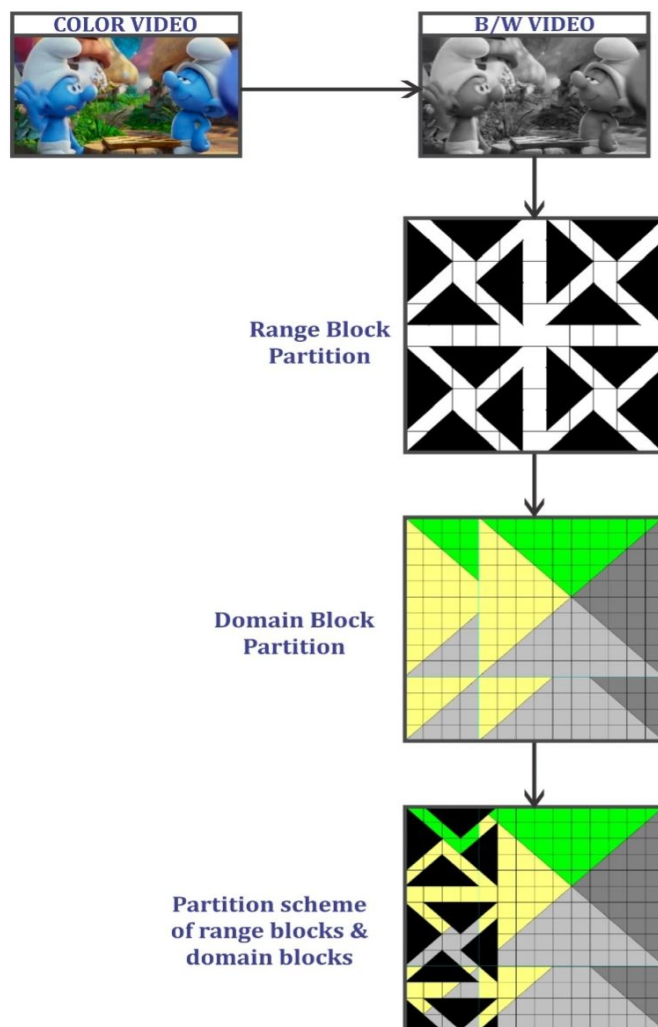 COLOR VIDEO
B/W VIDEO
Range Block
Partition
Domain Block
Partition
Partition scheme
of range blocks &
domain blocks